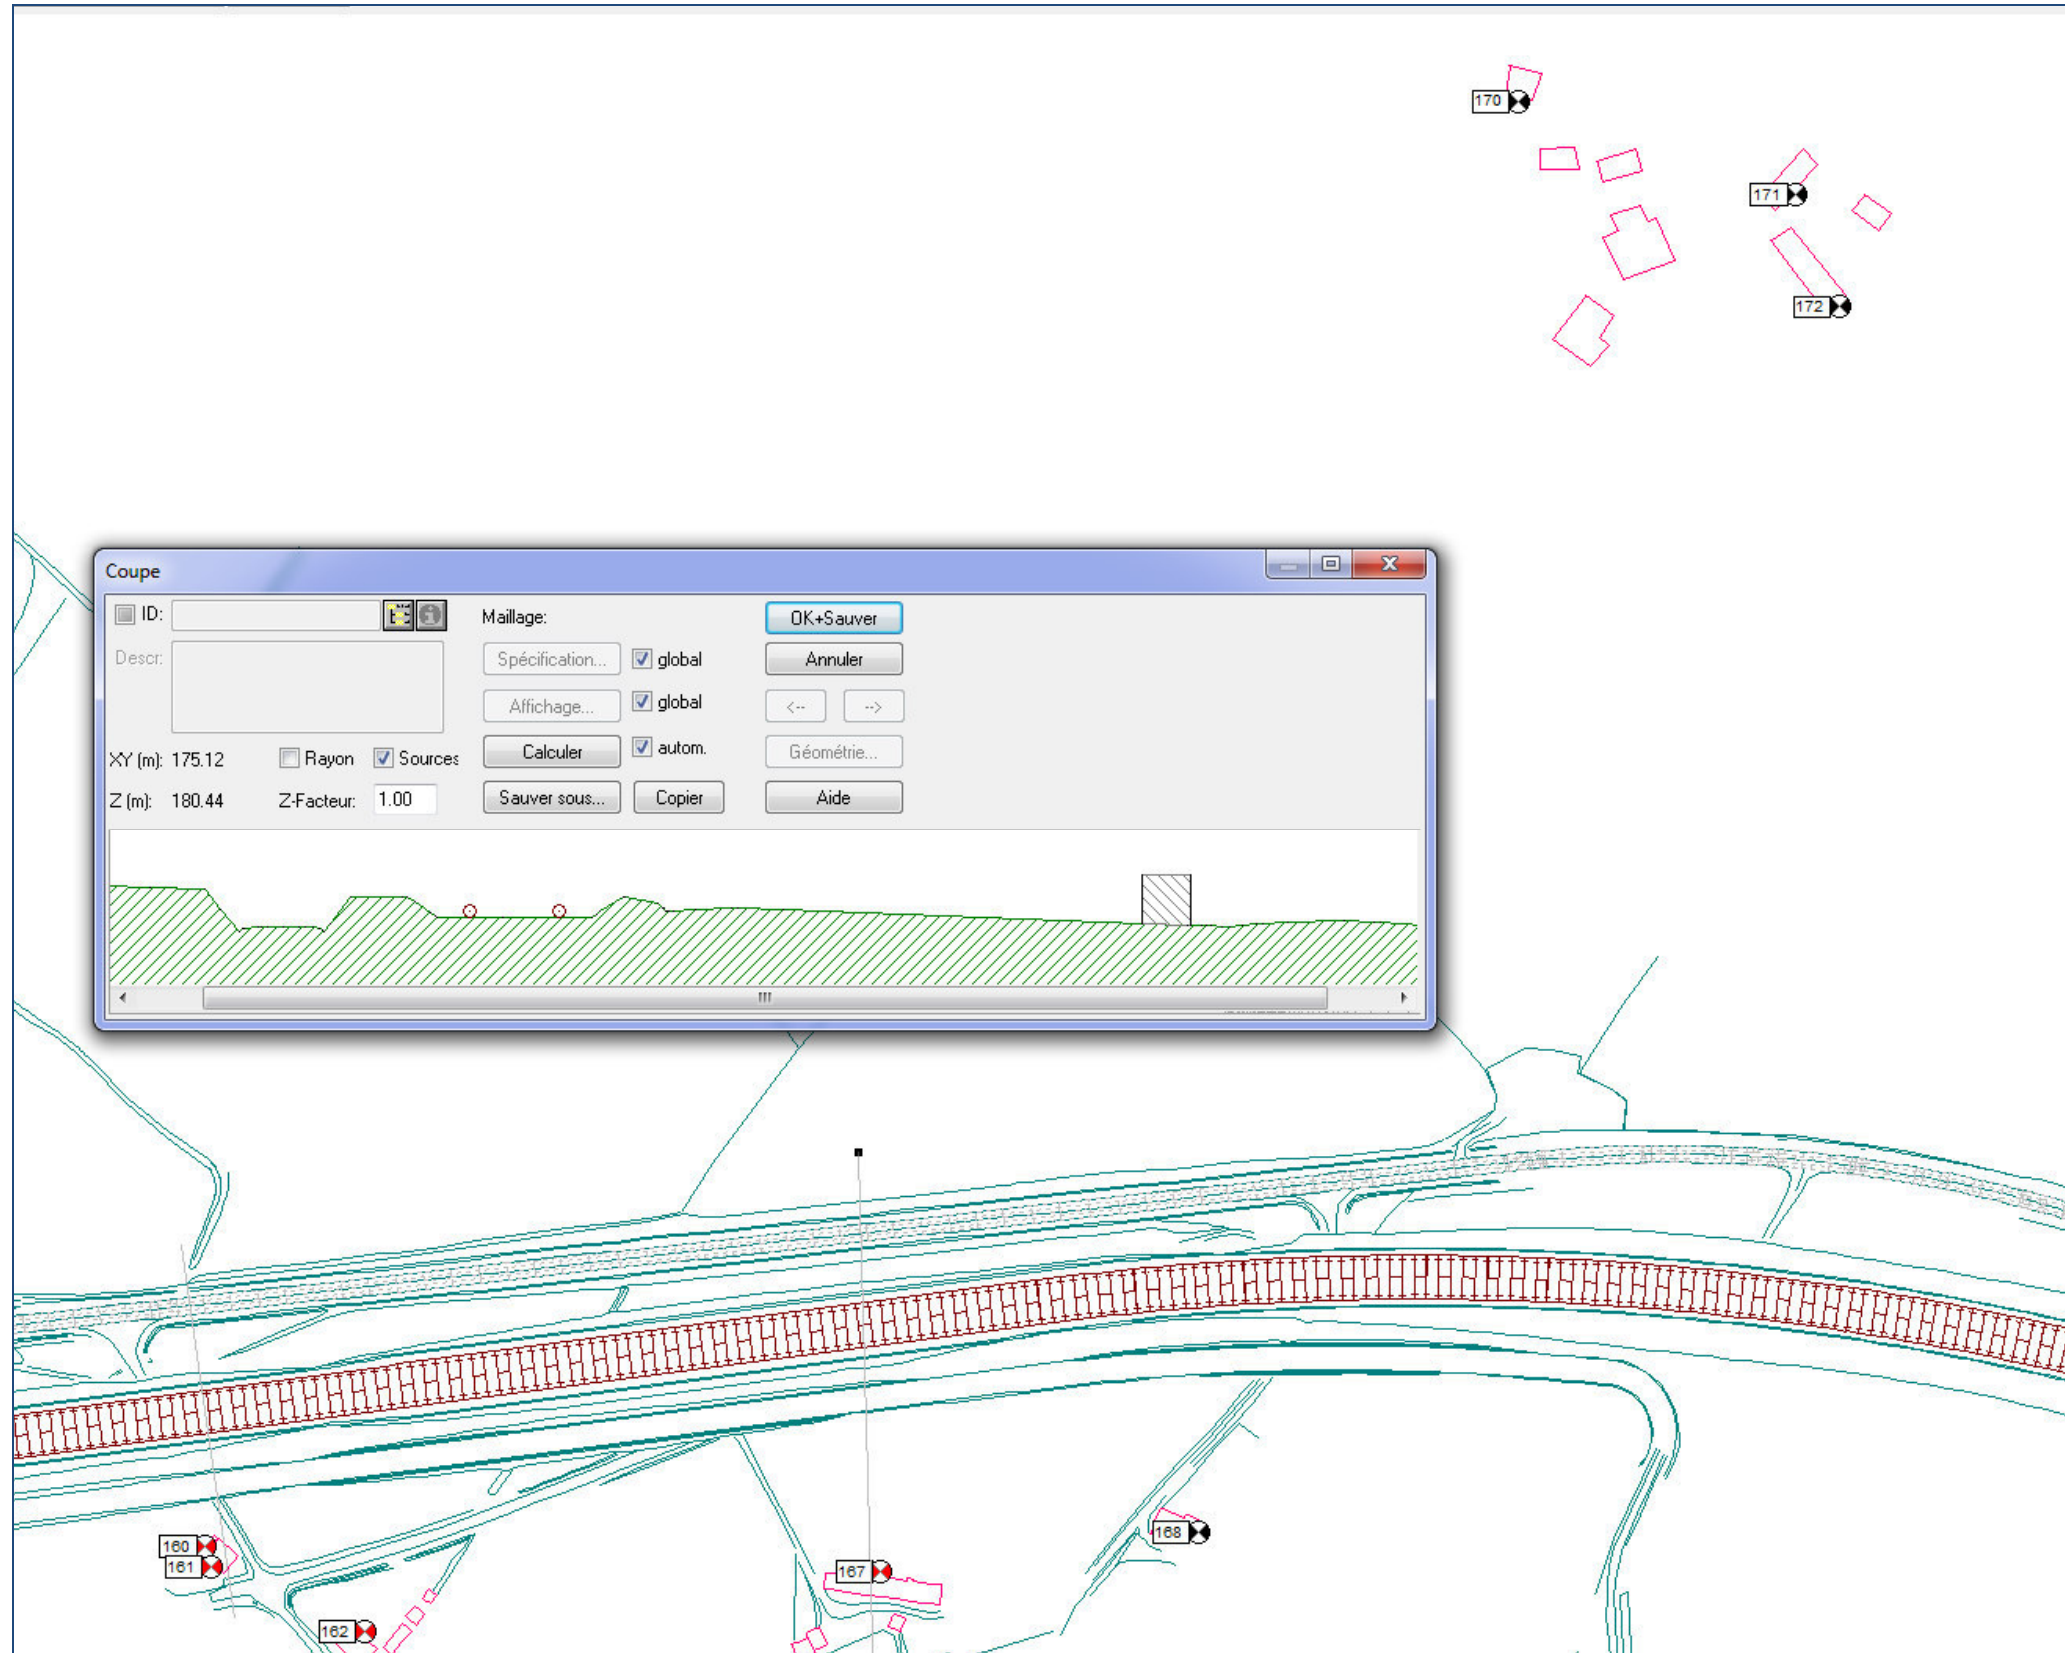 170
171
172
Coupe
ID:
Maillage:
OK+Sauver
Descr:
Spécification...
global
Annuler
Affichage...
global
<--
-->
XY (m): 175.12
Rayon
Sources
Calculer
autom.
Géométrie...
Z (m): 180.44
Z-Facteur: 1.00
Sauver sous...
Copier
Aide
168
160
161
167
162